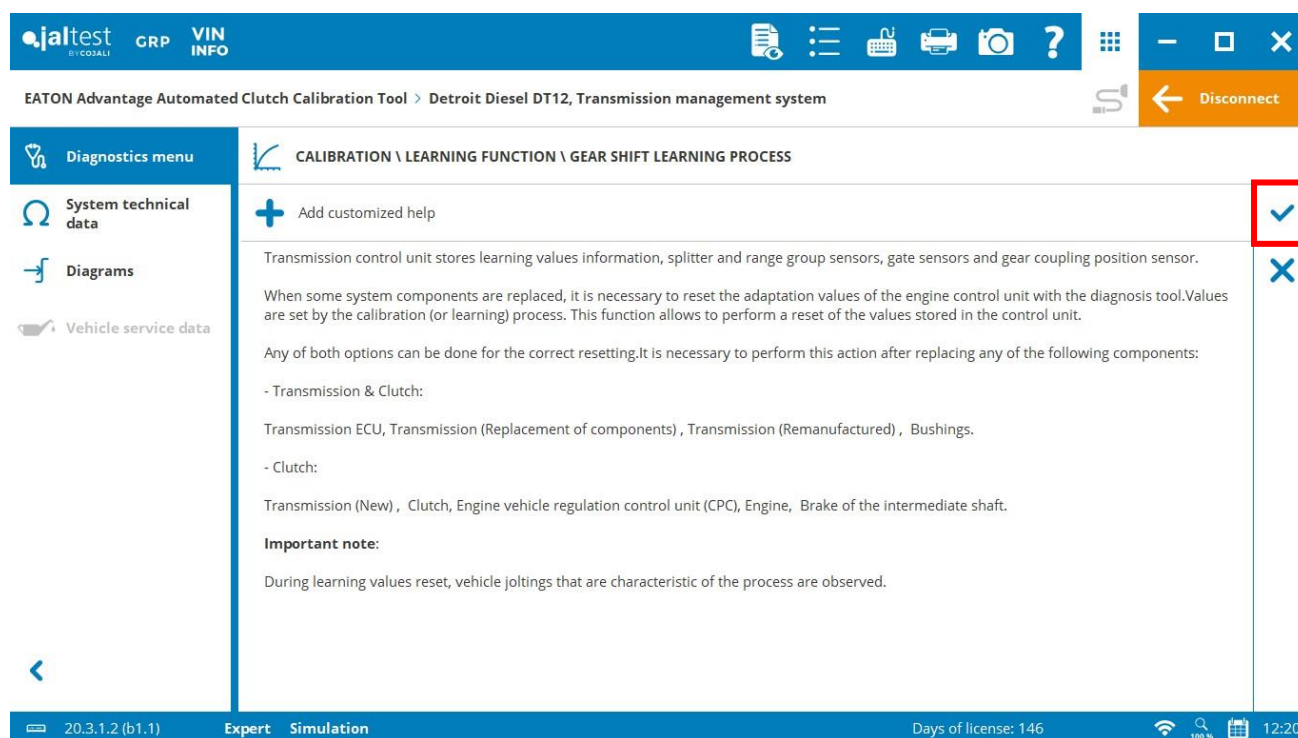 jaltest GRP VIN INFO
BY COJALI
EATON Advantage Automated Clutch Calibration Tool > Detroit Diesel DT12, Transmission management system
Disconnect
Diagnostics menu
CALIBRATION \ LEARNING FUNCTION \ GEAR SHIFT LEARNING PROCESS
System technical
data
Add customized help
Diagrams
Vehicle service data
Transmission control unit stores learning values information, splitter and range group sensors, gate sensors and gear coupling position sensor.
When some system components are replaced, it is necessary to reset the adaptation values of the engine control unit with the diagnosis tool.Values
are set by the calibration (or learning) process. This function allows to perform a reset of the values stored in the control unit.
Any of both options can be done for the correct resetting.It is necessary to perform this action after replacing any of the following components:
- Transmission & Clutch:
Transmission ECU, Transmission (Replacement of components) , Transmission (Remanufactured) , Bushings.
- Clutch:
Transmission (New) , Clutch, Engine vehicle regulation control unit (CPC), Engine, Brake of the intermediate shaft.
Important note:
During learning values reset, vehicle joltings that are characteristic of the process are observed.
20.3.1.2 (b1.1) Expert Simulation Days of license: 146 100 % 12:20